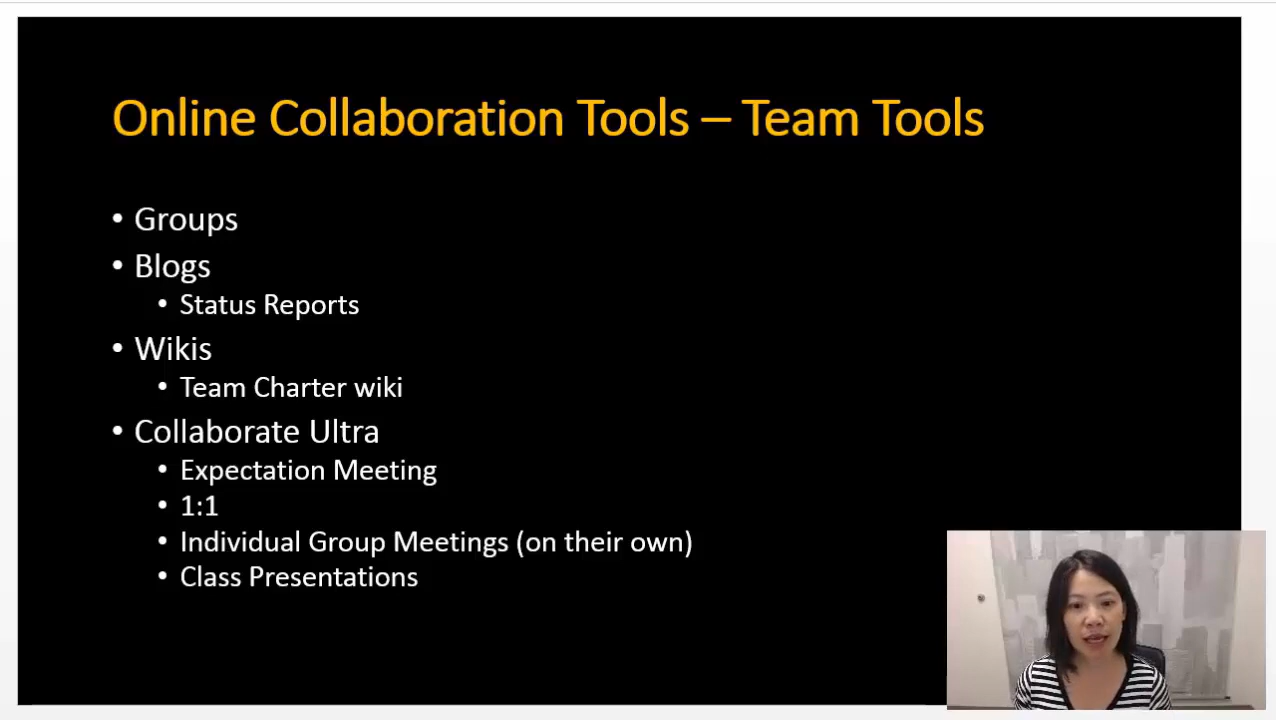 Online Collaboration Tools – Team Tools
• Groups
• Blogs
• Status Reports
• Wikis
• Team Charter wiki
• Collaborate Ultra
• Expectation Meeting
• 1:1
• Individual Group Meetings (on their own)
• Class Presentations